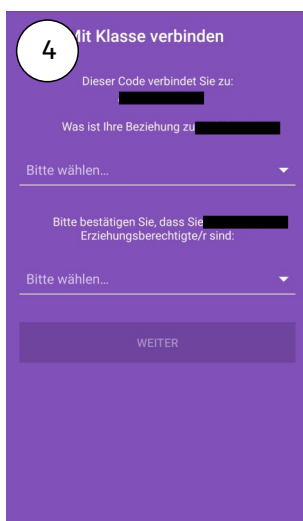 4
Mit Klasse verbinden
Dieser Code verbindet Sie zu:
Was ist Ihre Beziehung zu
Bitte wählen...
Bitte bestätigen Sie, dass Sie
Erziehungsberechtigte/r sind:
Bitte wählen...
WEITER